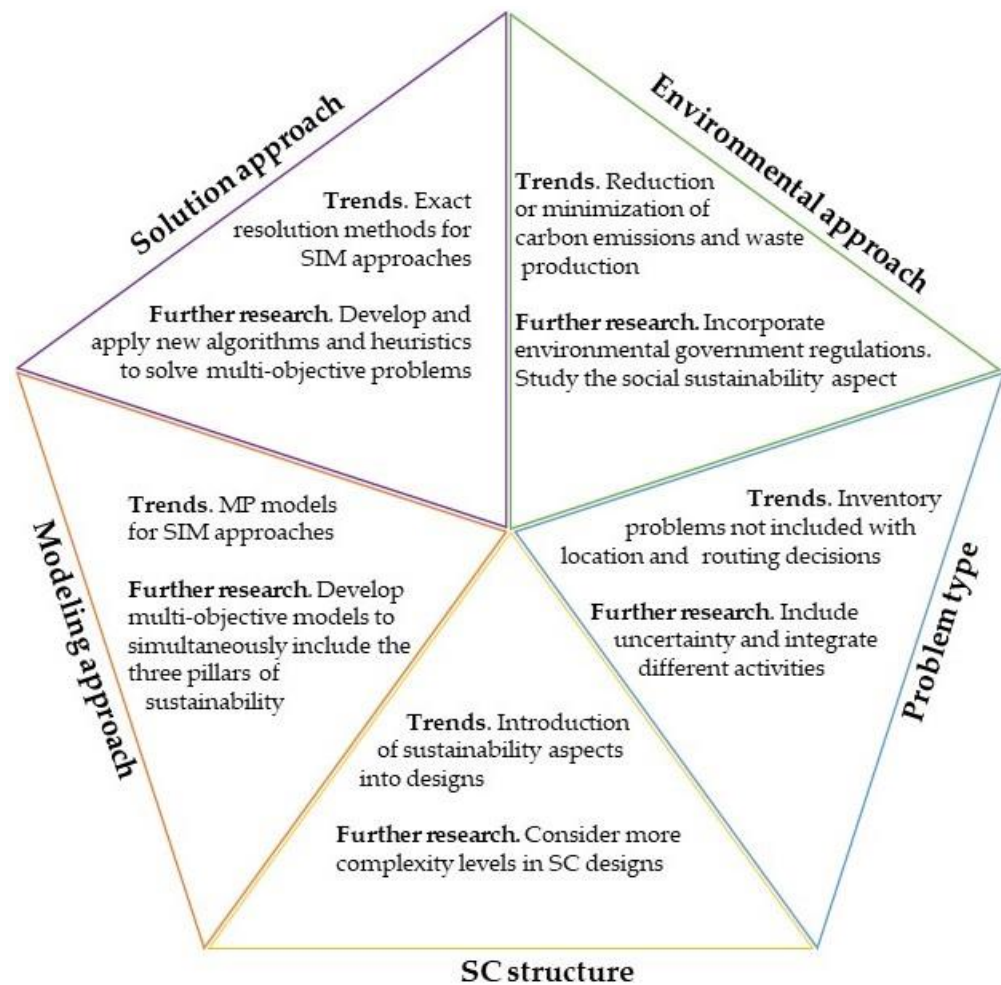 Solution approach
Trends. Exact
resolution methods for
SIM approaches
Further research. Develop and
apply new algorithms and heuristics
to solve multi-objective problems
Environmental approach
Trends. Reduction
or minimization of
carbon emissions and waste
production
Further research. Incorporate
environmental government regulations.
Study the social sustainability aspect
Modeling approach
Trends. MP models
for SIM approaches
Further research. Develop
multi-objective models to
simultaneously include the
three pillars of
sustainability
Trends. Inventory
problems not included with
location and routing decisions
Further research. Include
uncertainty and integrate
different activities
Problem type
Trends. Introduction
of sustainability aspects
into designs
Further research. Consider more
complexity levels in SC designs
SC structure